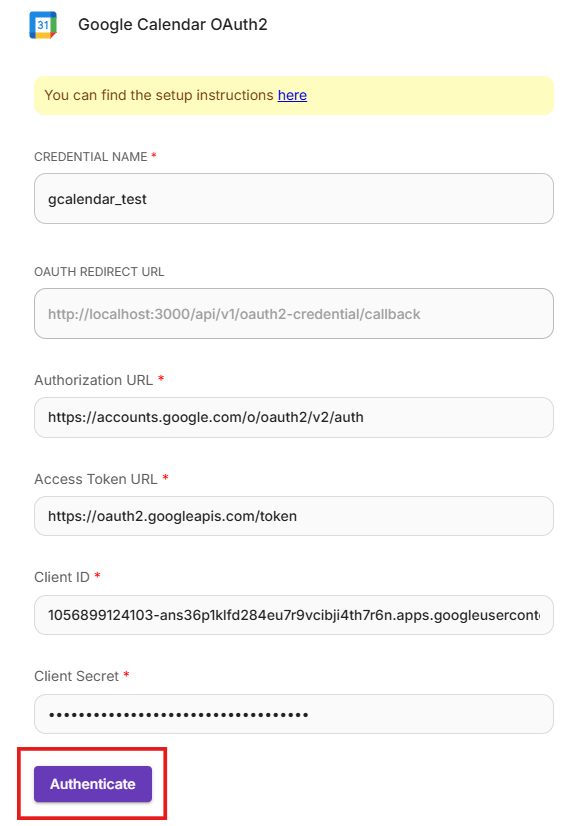 31
Google Calendar OAuth2
You can find the setup instructions here
CREDENTIAL NAME *
gcalendar_test
OAUTH REDIRECT URL
http://localhost:3000/api/v1/oauth2-credential/callback
Authorization URL *
https://accounts.google.com/o/oauth2/v2/auth
Access Token URL *
https://oauth2.googleapis.com/token
Client ID *
1056899124103-ans36p1klfd284eu7r9vcibji4th7r6n.apps.googleuserconte
Client Secret *
•••••••••••••••••••••••••••••••••••
Authenticate